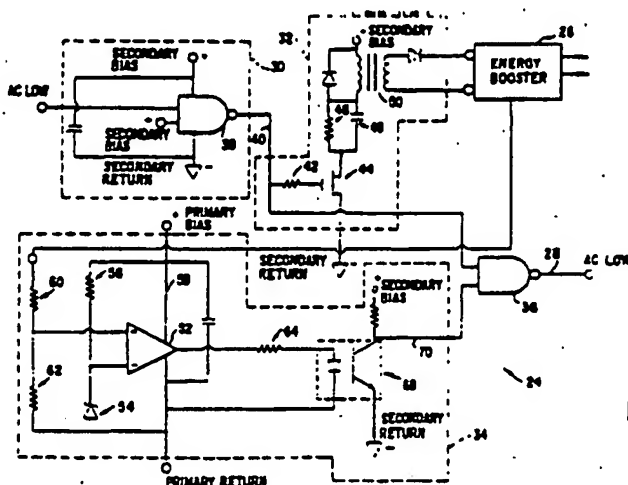 32
SECONDARY
BIAS
26
ENERGY
BOOSTER
SECONDARY
BIAS
30
AC LOW
SECONDARY
BIAS
38
SECONDARY
RETURN
40
42
44
46
48
+ PRIMARY
BIAS
SECONDARY
RETURN
SECONDARY
BIAS
28
AC LOW
36
60
56
58
52
64
62
54
70
68
24
SECONDARY
RETURN
34
PRIMARY RETURN